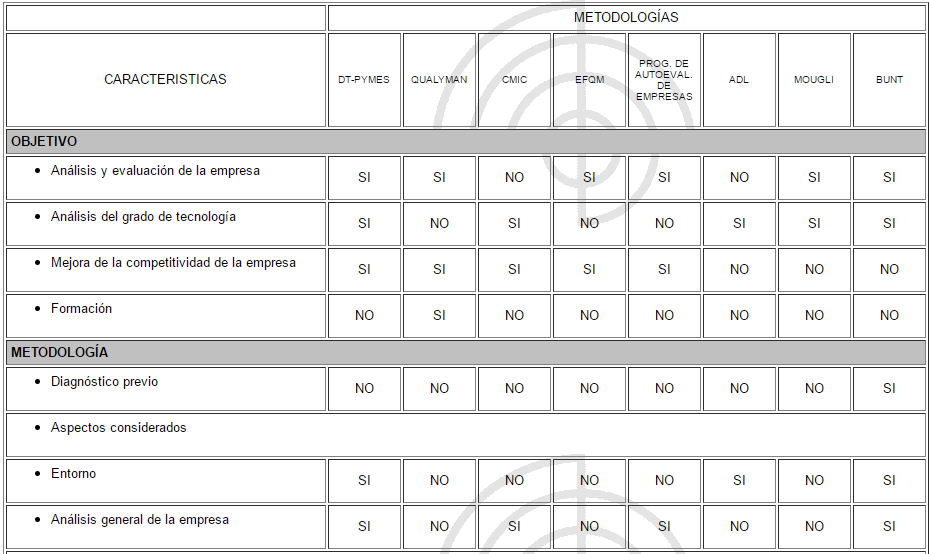 METODOLOGÍAS
CARACTERISTICAS DT-PYMES QUALYMAN CMIC EFQM PROG. DE AUTOEVAL. DE EMPRESAS ADL MOUGLI BUNT
OBJETIVO
• Análisis y evaluación de la empresa SI SI NO SI SI NO SI SI
• Análisis del grado de tecnología SI NO SI NO NO SI SI SI
• Mejora de la competitividad de la empresa SI SI SI SI SI NO NO NO
• Formación NO SI NO NO NO NO NO NO
METODOLOGÍA
• Diagnóstico previo NO NO NO NO NO NO NO SI
• Aspectos considerados
• Entorno SI NO NO NO NO SI NO SI
• Análisis general de la empresa SI NO SI NO SI NO NO SI